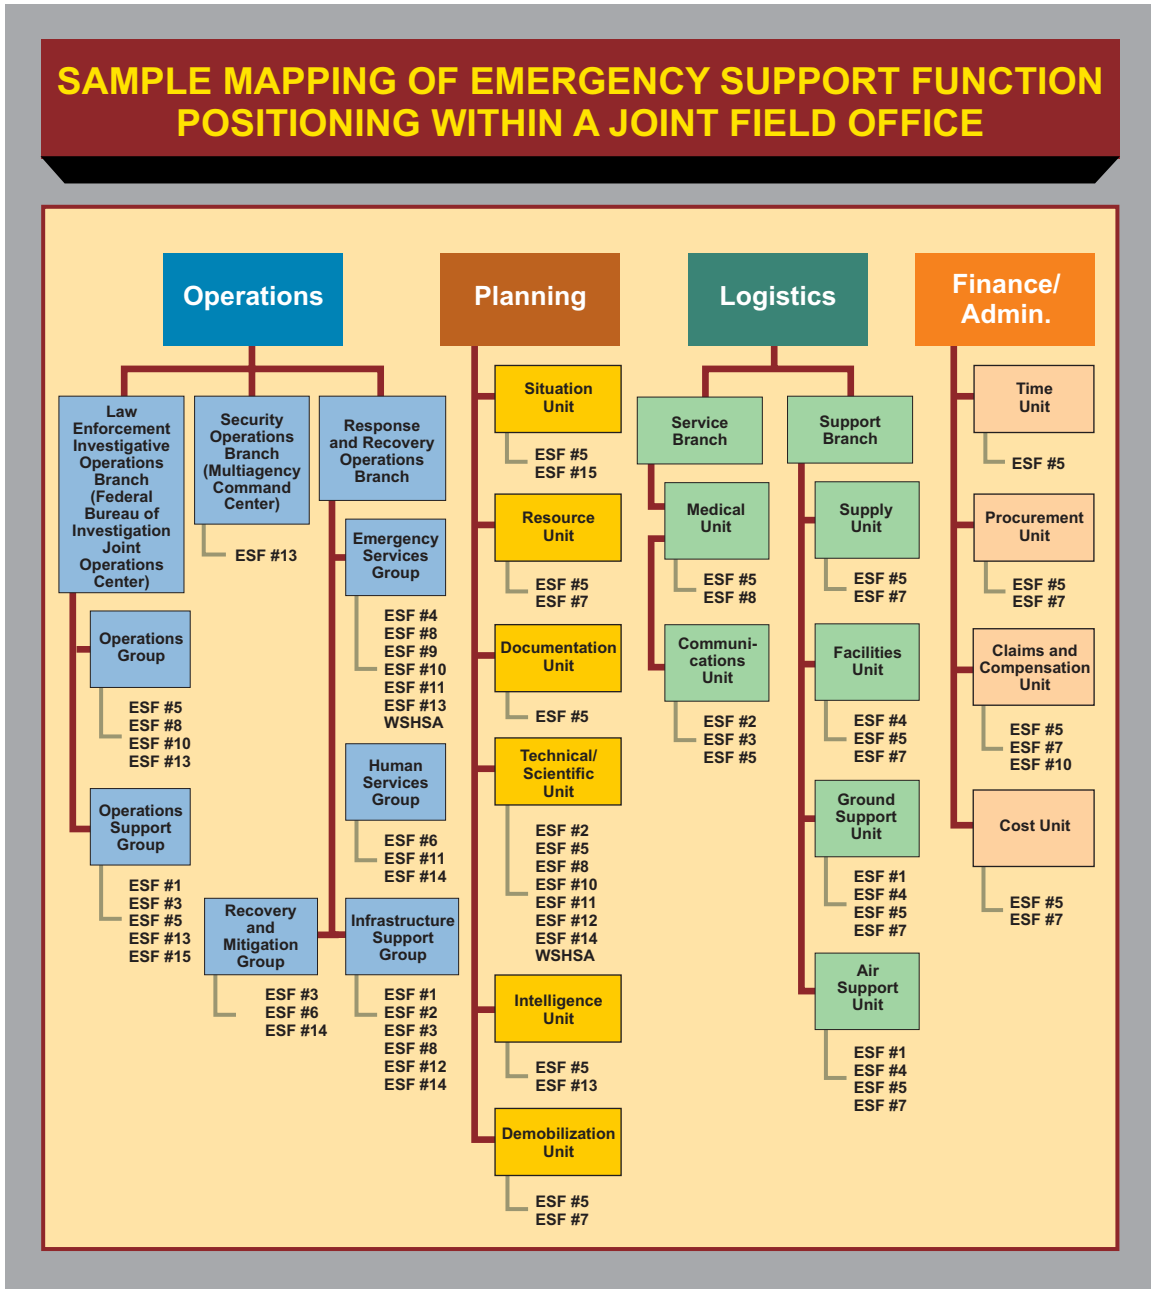 SAMPLE MAPPING OF EMERGENCY SUPPORT FUNCTION
POSITIONING WITHIN A JOINT FIELD OFFICE
Operations
Law
Enforcement
Investigative
Operations
Branch
(Federal
Bureau of
Investigation
Joint
Operations
Center)
Operations
Group
ESF #5
ESF #8
ESF #10
ESF #13
Operations
Support
Group
ESF #1
ESF #3
ESF #5
ESF #13
ESF #15
Security
Operations
Branch
(Multiagency
Command
Center)
ESF #13
Response
and Recovery
Operations
Branch
Emergency
Services
Group
ESF #4
ESF #8
ESF #9
ESF #10
ESF #11
ESF #13
WSHSA
Human
Services
Group
ESF #6
ESF #11
ESF #14
Recovery
and
Mitigation
Group
ESF #3
ESF #6
ESF #14
Infrastructure
Support
Group
ESF #1
ESF #2
ESF #3
ESF #8
ESF #12
ESF #14
Planning
Situation
Unit
ESF #5
ESF #15
Resource
Unit
ESF #5
ESF #7
Documentation
Unit
ESF #5
Technical/
Scientific
Unit
ESF #2
ESF #5
ESF #8
ESF #10
ESF #11
ESF #12
ESF #14
WSHSA
Intelligence
Unit
ESF #5
ESF #13
Demobilization
Unit
ESF #5
ESF #7
Logistics
Service
Branch
Medical
Unit
ESF #5
ESF #8
Communi-
cations
Unit
ESF #2
ESF #3
ESF #5
Support
Branch
Supply
Unit
ESF #5
ESF #7
Facilities
Unit
ESF #4
ESF #5
ESF #7
Ground
Support
Unit
ESF #1
ESF #4
ESF #5
ESF #7
Air
Support
Unit
ESF #1
ESF #4
ESF #5
ESF #7
Finance/
Admin.
Time
Unit
ESF #5
Procurement
Unit
ESF #5
ESF #7
Claims and
Compensation
Unit
ESF #5
ESF #7
ESF #10
Cost Unit
ESF #5
ESF #7